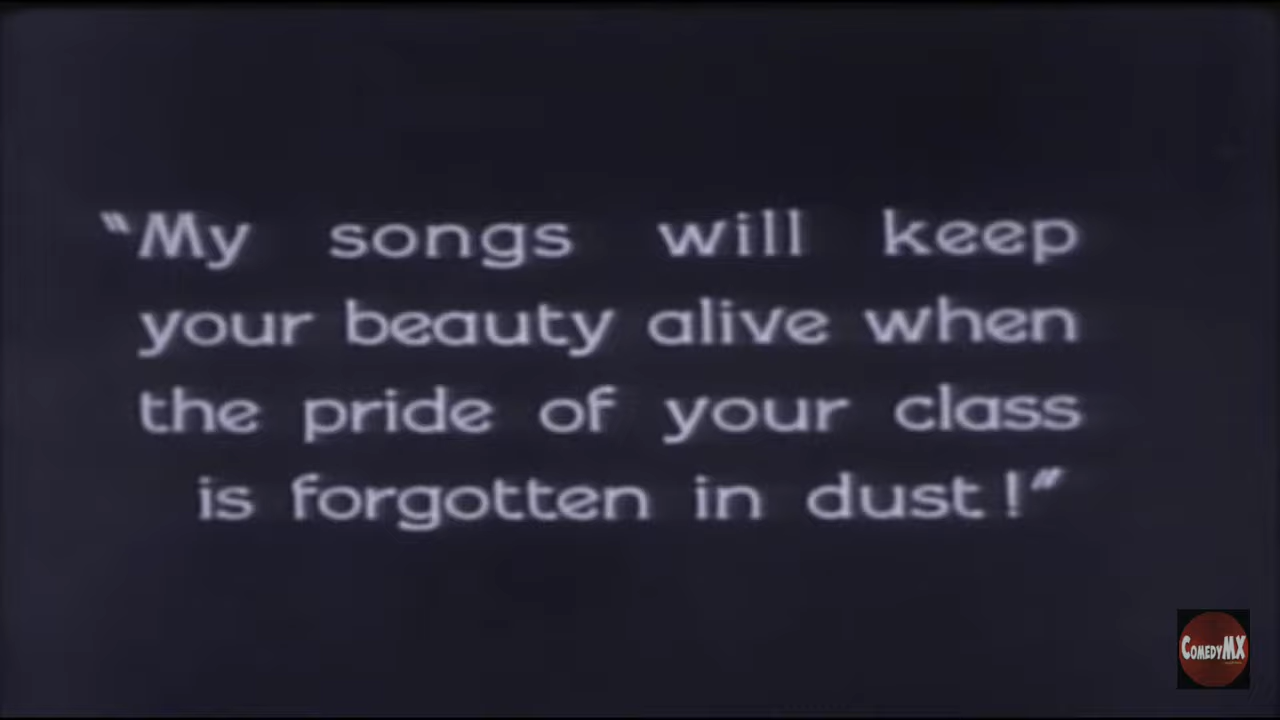 "My songs will keep
your beauty alive when
the pride of your class
is forgotten in dust!"
COMEDYMX